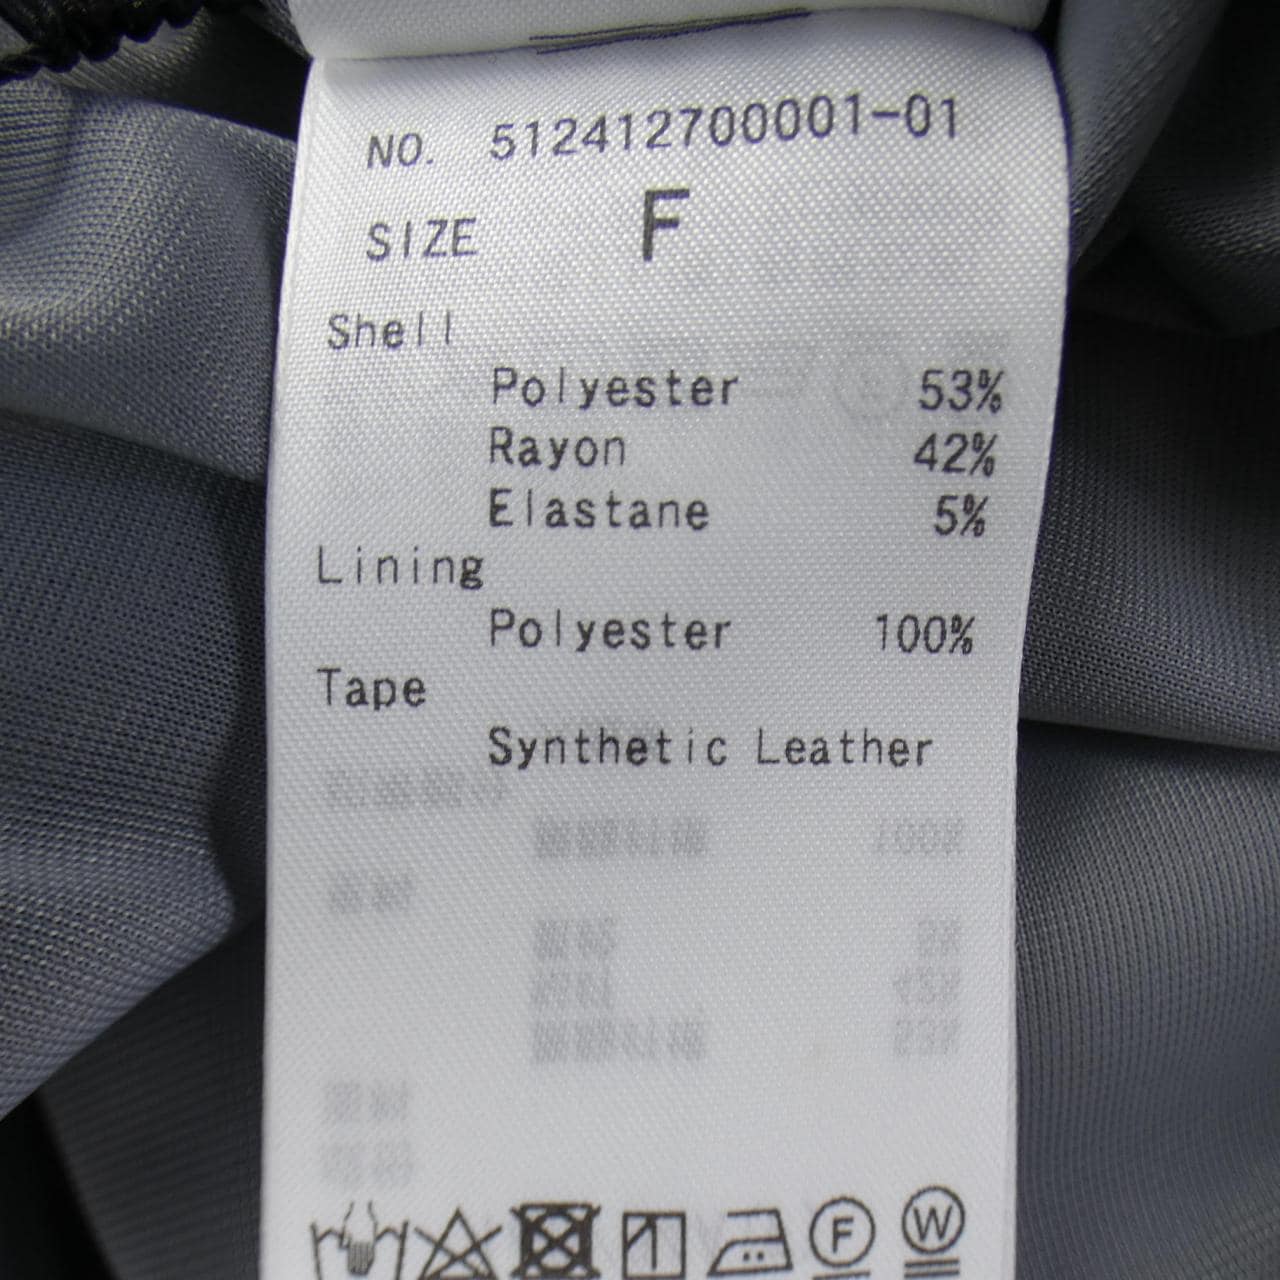 NO. 512412700001-01
SIZE F
Shell
Polyester 53%
Rayon 42%
Elastane 5%
Lining
Polyester 100%
Tape
Synthetic Leather
F
W